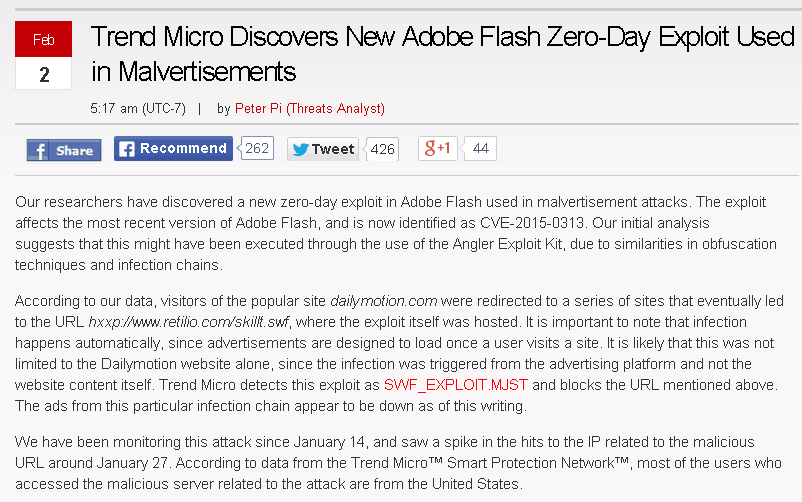 Feb
2
Trend Micro Discovers New Adobe Flash Zero-Day Exploit Used
in Malvertisements
5:17 am (UTC-7) | by Peter Pi (Threats Analyst)
Share
Recommend
262
Tweet
426
g+1
44
Our researchers have discovered a new zero-day exploit in Adobe Flash used in malvertisement attacks. The exploit
affects the most recent version of Adobe Flash, and is now identified as CVE-2015-0313. Our initial analysis
suggests that this might have been executed through the use of the Angler Exploit Kit, due to similarities in obfuscation
techniques and infection chains.
According to our data, visitors of the popular site dailymotion.com were redirected to a series of sites that eventually led
to the URL hxxp://www.retilio.com/skillt.swf, where the exploit itself was hosted. It is important to note that infection
happens automatically, since advertisements are designed to load once a user visits a site. It is likely that this was not
limited to the Dailymotion website alone, since the infection was triggered from the advertising platform and not the
website content itself. Trend Micro detects this exploit as SWF_EXPLOIT.MJST and blocks the URL mentioned above.
The ads from this particular infection chain appear to be down as of this writing.
We have been monitoring this attack since January 14, and saw a spike in the hits to the IP related to the malicious
URL around January 27. According to data from the Trend Micro™ Smart Protection Network™, most of the users who
accessed the malicious server related to the attack are from the United States.